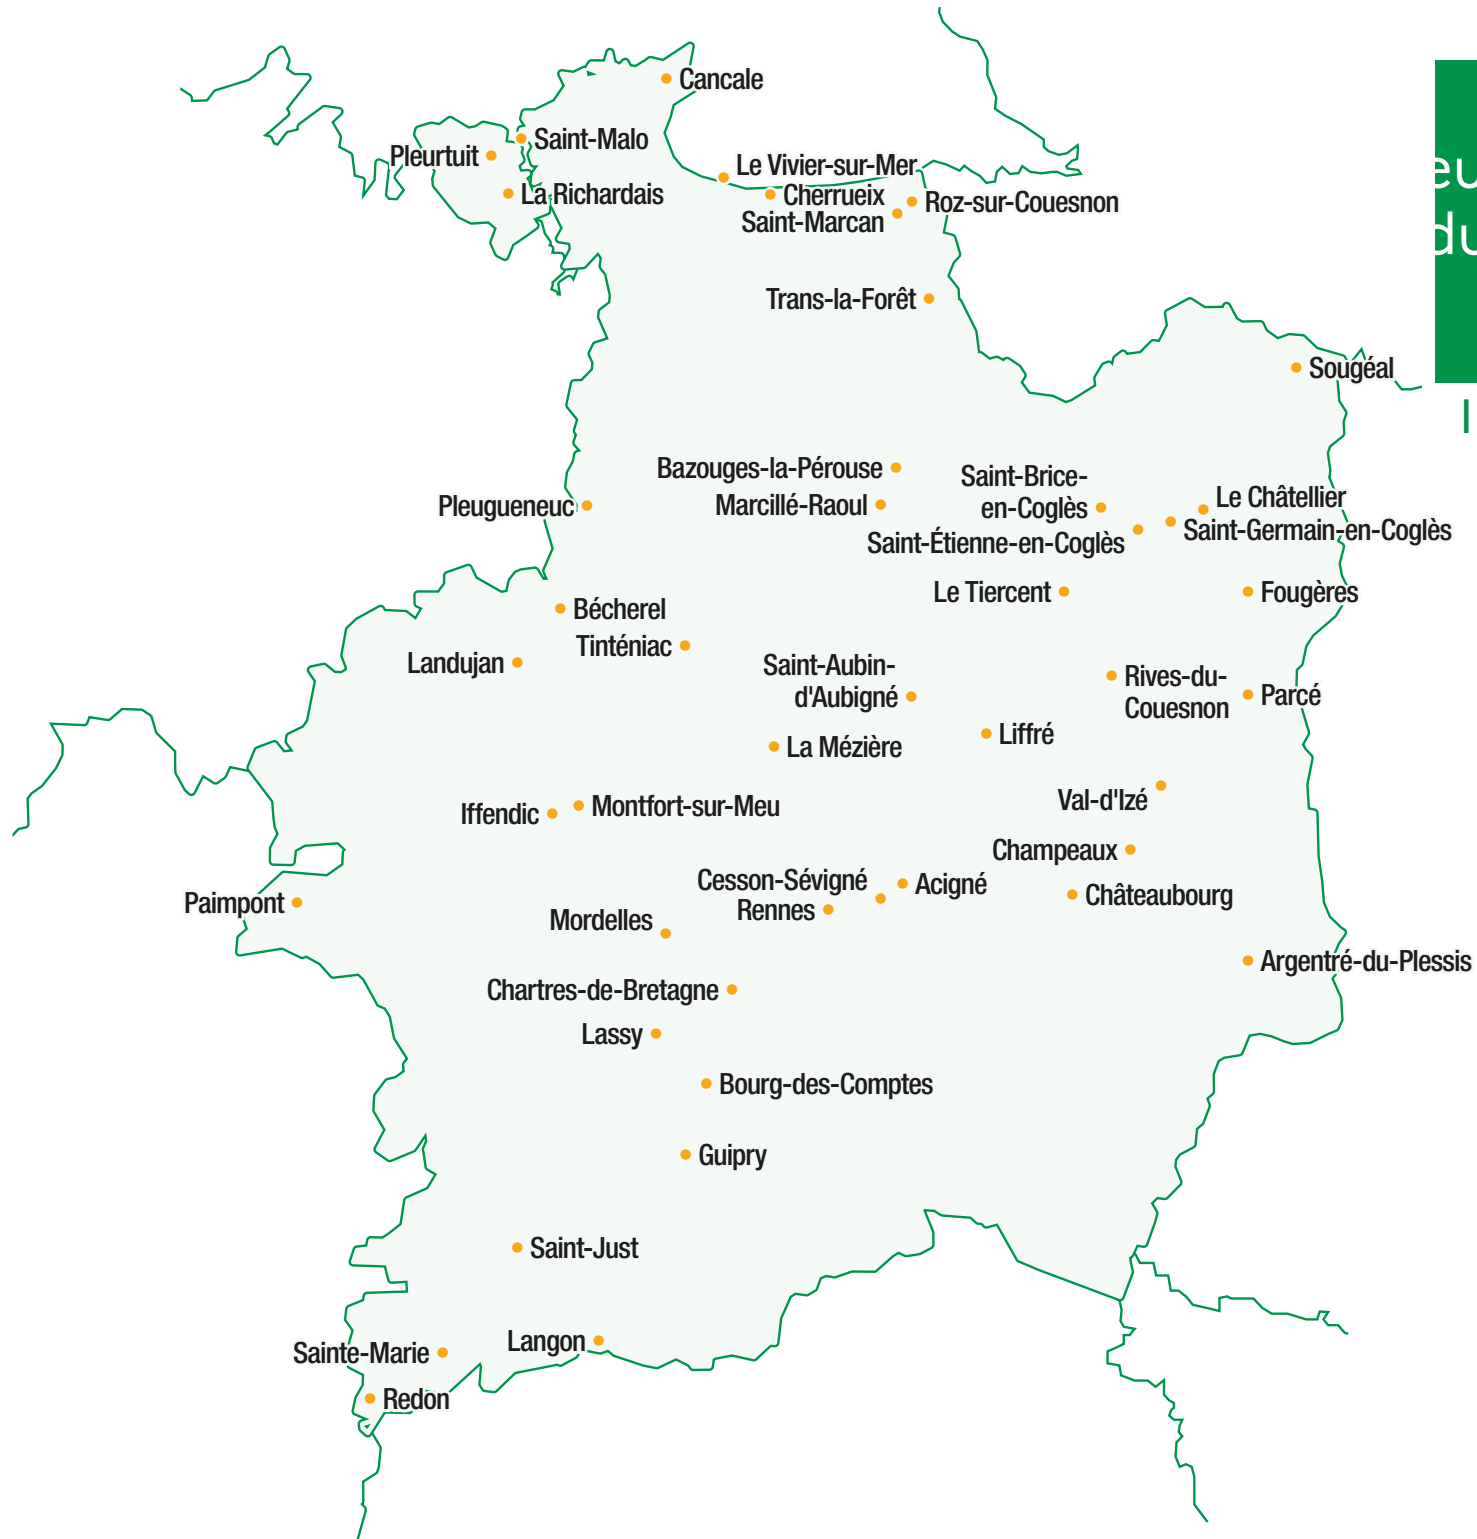 Cancale
Saint-Malo
Pleurtuit
La Richardais
Le Vivier-sur-Mer
Cherrueix
Saint-Marcan
Roz-sur-Couesnon
Trans-la-Forêt
Sougéal
Bazouges-la-Pérouse
Marcillé-Raoul
Pleugueneuc
Saint-Brice-
en-Coglès
Le Châtellier
Saint-Germain-en-Coglès
Saint-Étienne-en-Coglès
Le Tiercent
Fougères
Bécherel
Tinténiac
Landujan
Saint-Aubin-
d'Aubigné
Rives-du-
Couesnon
Parcé
Liffré
La Mézière
Val-d'Izé
Montfort-sur-Meu
Iffendic
Champeaux
Cesson-Sévigné
Acigné
Rennes
Châteaubourg
Paimpont
Mordelles
Argentré-du-Plessis
Chartres-de-Bretagne
Lassy
Bourg-des-Comptes
Guipry
Saint-Just
Langon
Sainte-Marie
Redon
eu
du